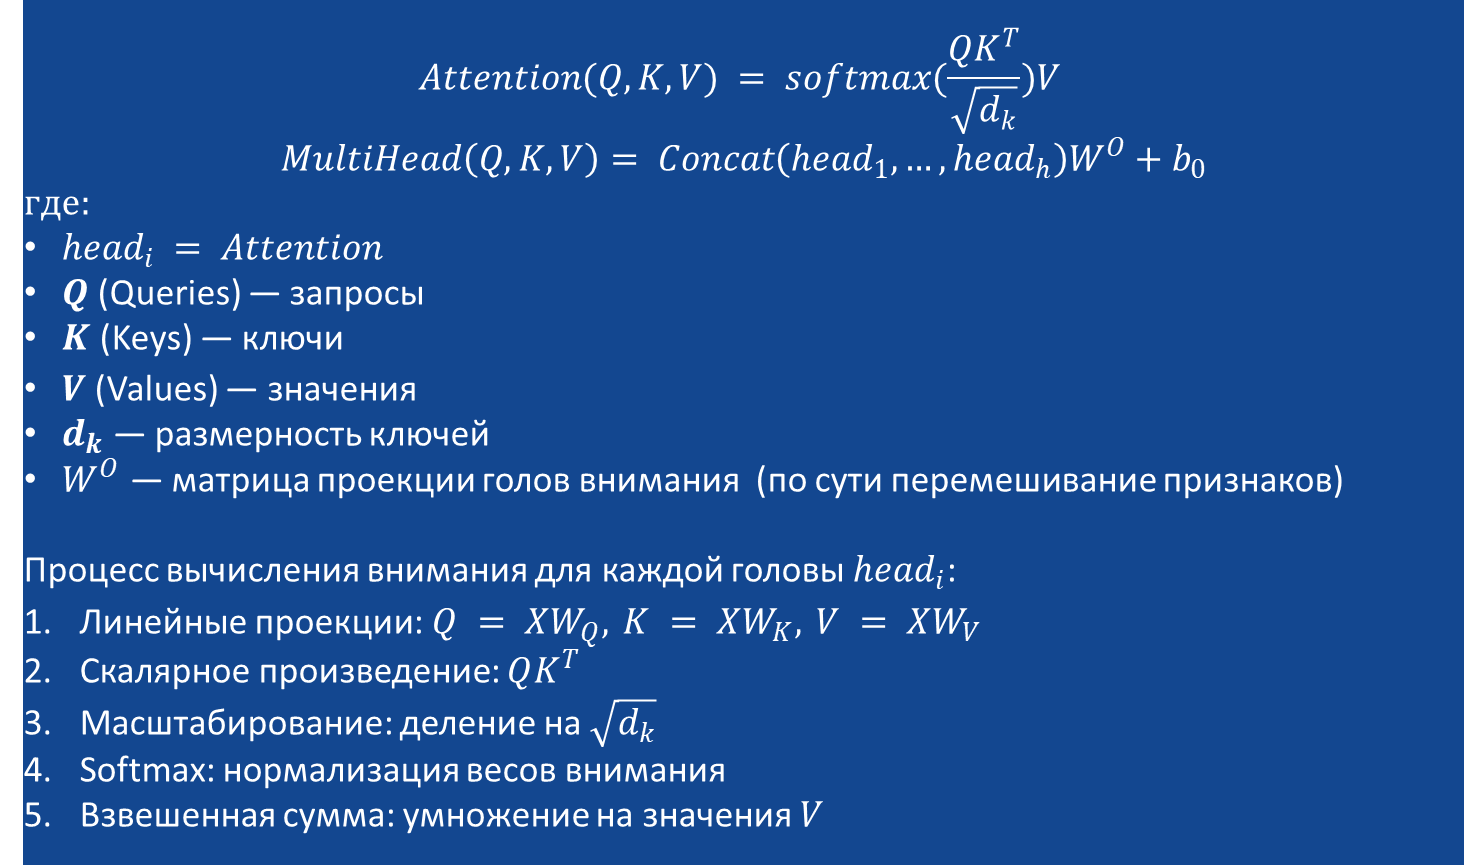 Attention(Q, K, V) = softmax(QK^T / √d_k)V
MultiHead(Q, K, V) = Concat(head_1, … , head_h)W^O + b_0
где:
• head_i = Attention
• Q (Queries) — запросы
• K (Keys) — ключи
• V (Values) — значения
• d_k — размерность ключей
• W^O — матрица проекции голов внимания (по сути перемешивание признаков)
Процесс вычисления внимания для каждой головы head_i:
1. Линейные проекции: Q = XW_Q, K = XW_K, V = XW_V
2. Скалярное произведение: QK^T
3. Масштабирование: деление на √d_k
4. Softmax: нормализация весов внимания
5. Взвешенная сумма: умножение на значения V